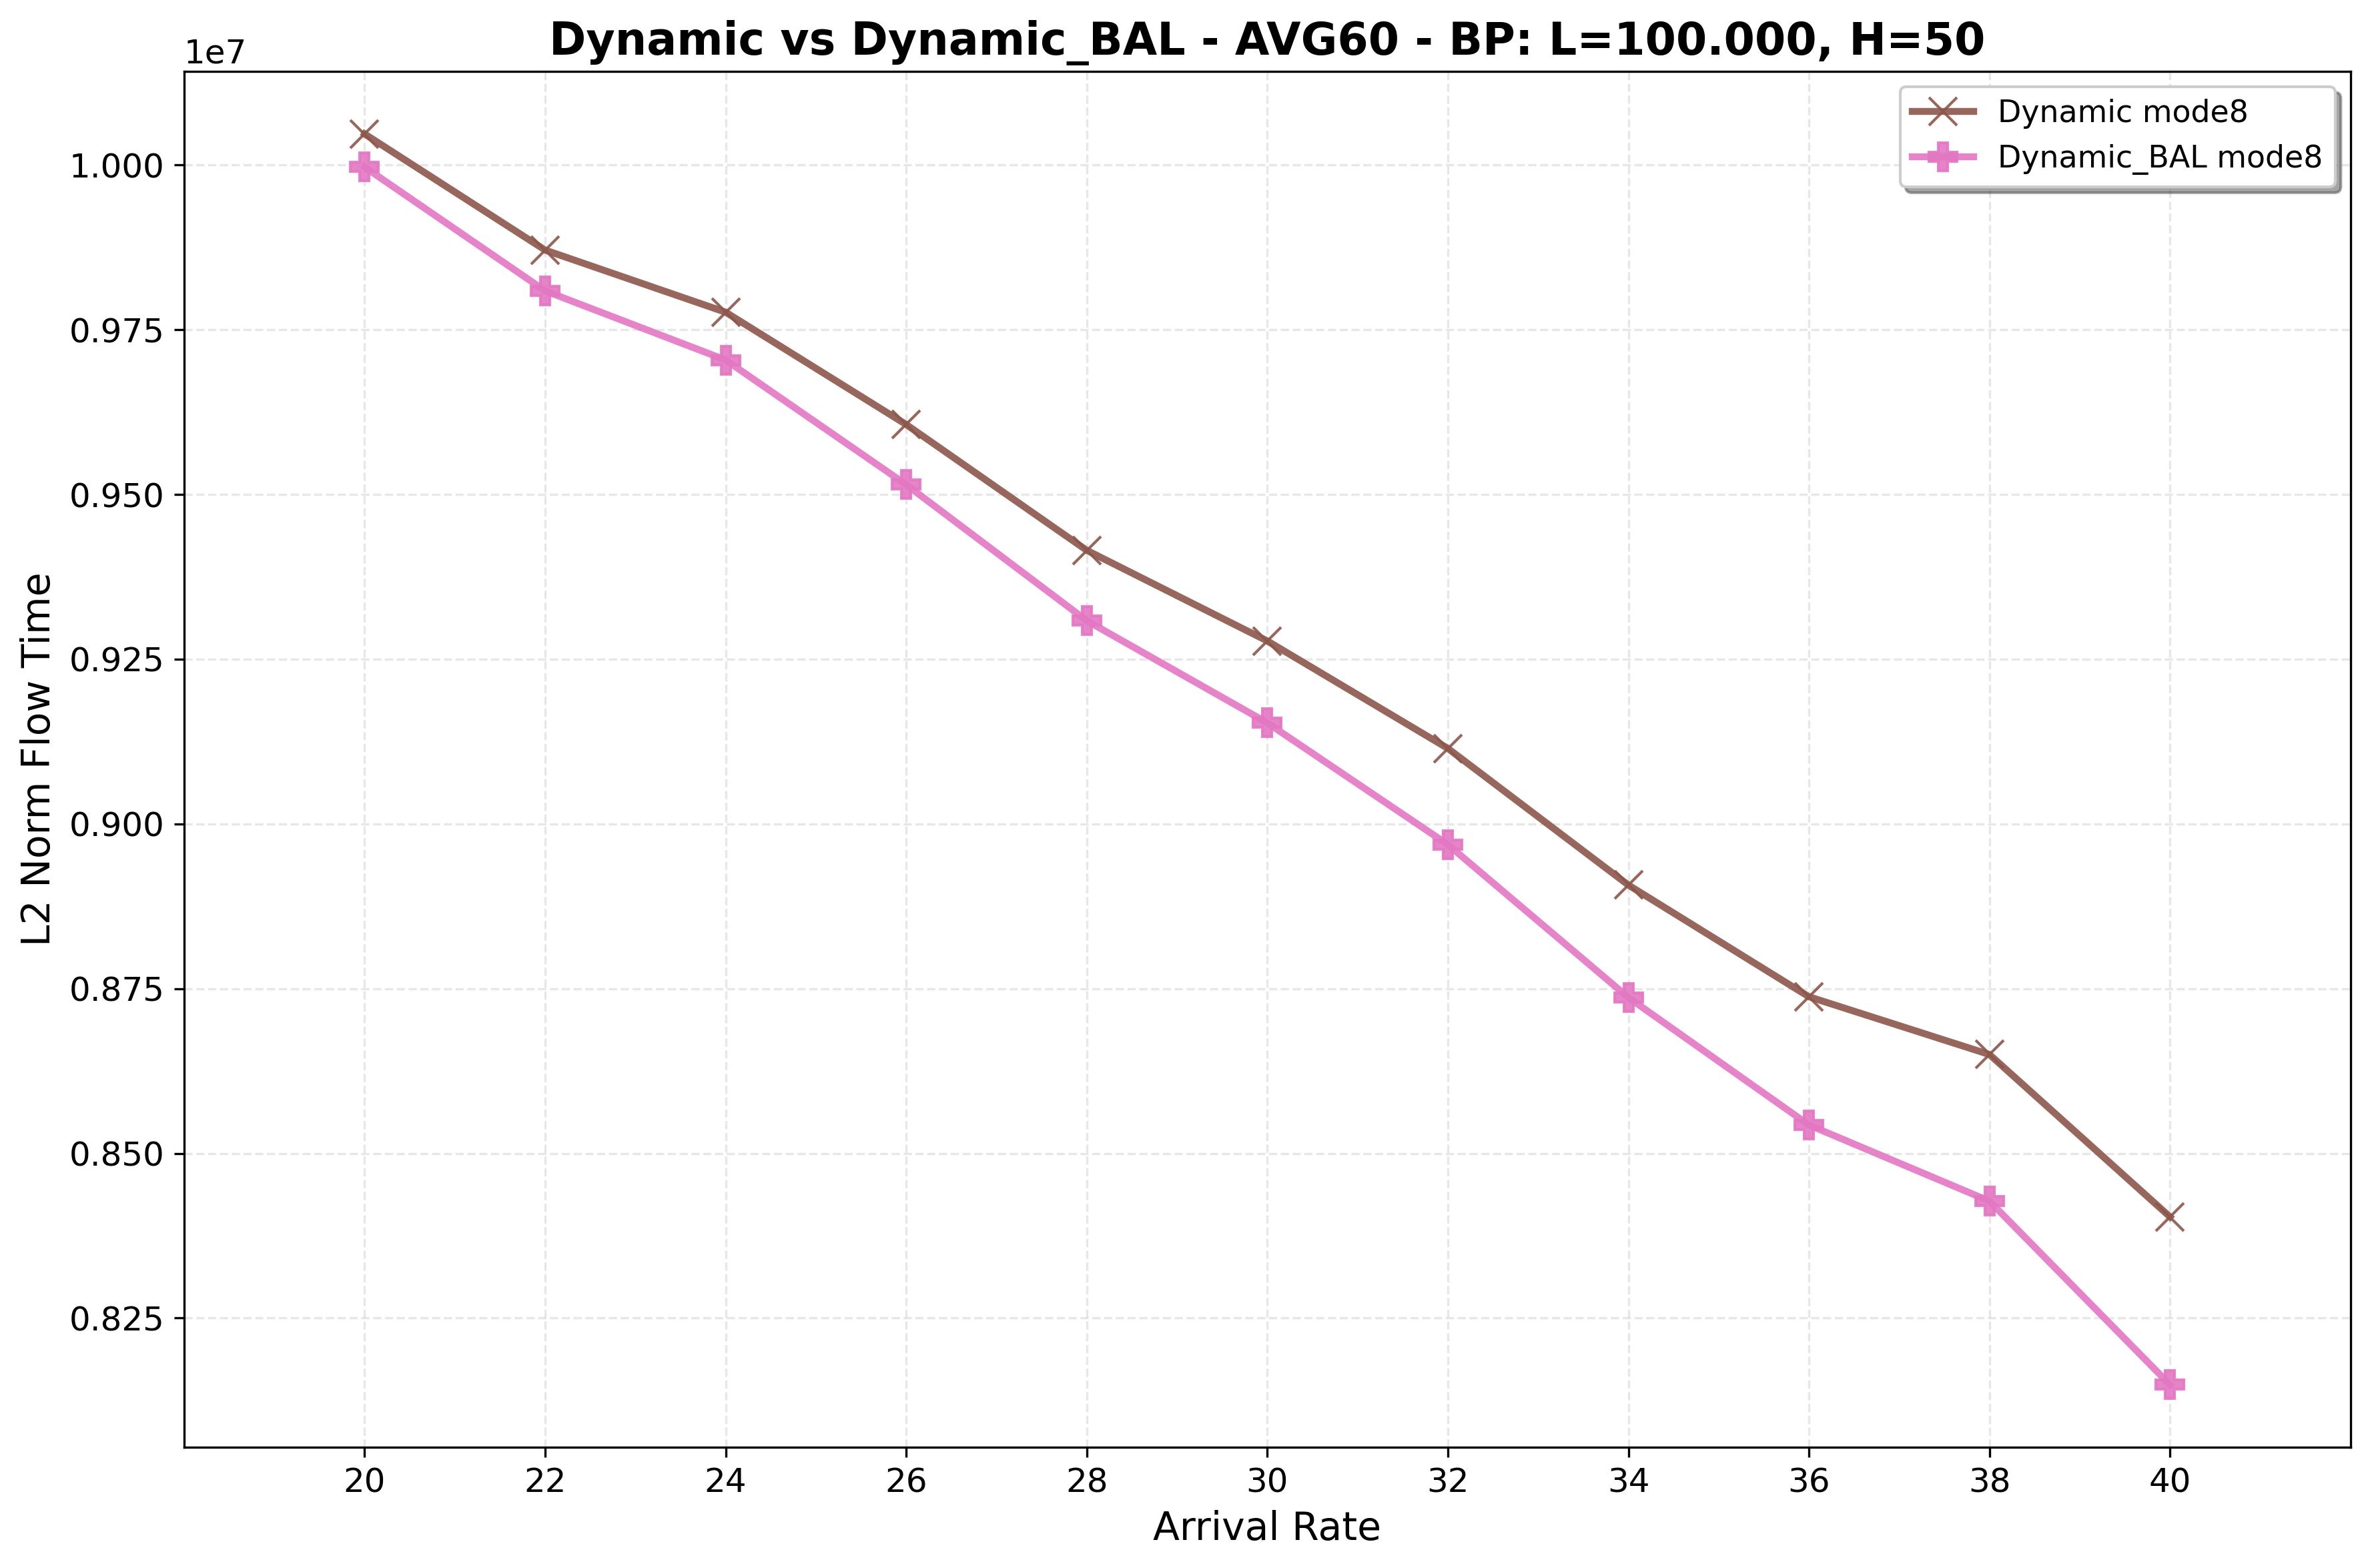 Dynamic vs Dynamic_BAL - AVG60 - BP: L=100.000, H=50
1e7
Dynamic mode8
Dynamic_BAL mode8
1.000
0.975
0.950
0.925
0.900
0.875
0.850
0.825
L2 Norm Flow Time
20 22 24 26 28 30 32 34 36 38 40
Arrival Rate